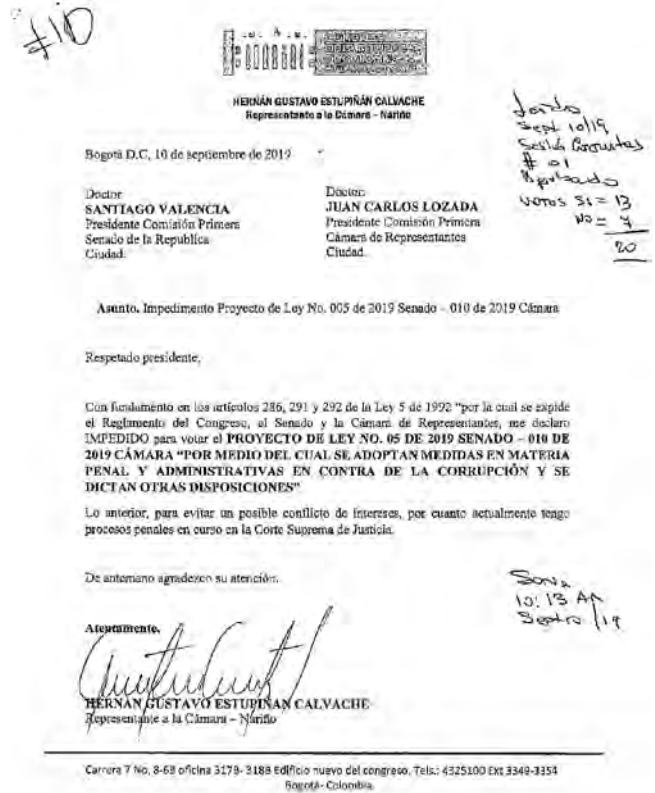 #10
HERNÁN GUSTAVO ESTUPIÑÁN CALVACHE
Representante a la Cámara – Nariño
Sept 10/19
# 01
votos Si = 13
No = 7
20
Bogotá D.C, 10 de septiembre de 2019
Doctor
SANTIAGO VALENCIA
Presidente Comisión Primera
Senado de la Republica
Ciudad.
Doctor:
JUAN CARLOS LOZADA
Presidente Comisión Primera
Cámara de Representantes
Ciudad.
Asunto. Impedimento Proyecto de Ley No. 005 de 2019 Senado – 010 de 2019 Cámara
Respetado presidente,
Con fundamento en los artículos 286, 291 y 292 de la Ley 5 de 1992 “por la cual se expide
el Reglamento del Congreso, el Senado y la Cámara de Representantes, me declaro
IMPEDIDO para votar el PROYECTO DE LEY NO. 05 DE 2019 SENADO – 010 DE
2019 CÁMARA “POR MEDIO DEL CUAL SE ADOPTAN MEDIDAS EN MATERIA
PENAL Y ADMINISTRATIVAS EN CONTRA DE LA CORRUPCIÓN Y SE
DICTAN OTRAS DISPOSICIONES”
Lo anterior, para evitar un posible conflicto de intereses, por cuanto actualmente tengo
procesos penales en curso en la Corte Suprema de Justicia.
De antemano agradezco su atención.
10:13 AM
Atentamente,
HERNÁN GUSTAVO ESTUPIÑAN CALVACHE
Representante a la Cámara – Nariño
Carrera 7 No. 8-68 oficina 3178- 3188 Edificio nuevo del congreso. Tels.: 4325100 Ext 3349-3354
Bogotá- Colombia